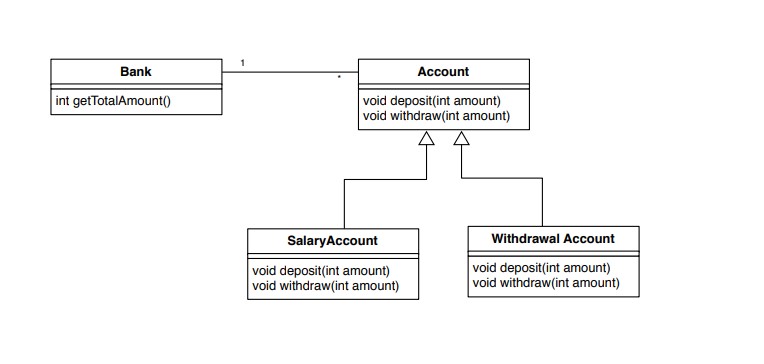 Bank
int getTotalAmount()
1
*
Account
void deposit(int amount)
void withdraw(int amount)
SalaryAccount
void deposit(int amount)
void withdraw(int amount)
Withdrawal Account
void deposit(int amount)
void withdraw(int amount)